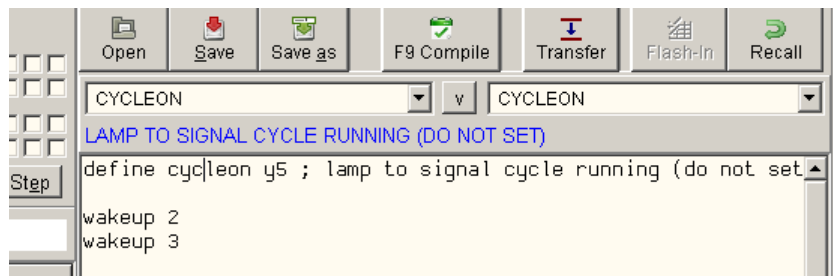 Open Save Save as F9 Compile Transfer Flash-In Recall
CYCLEON v CYCLEON
LAMP TO SIGNAL CYCLE RUNNING (DO NOT SET)
Step
define cycleon y5 ; lamp to signal cycle running (do not set
wakeup 2
wakeup 3